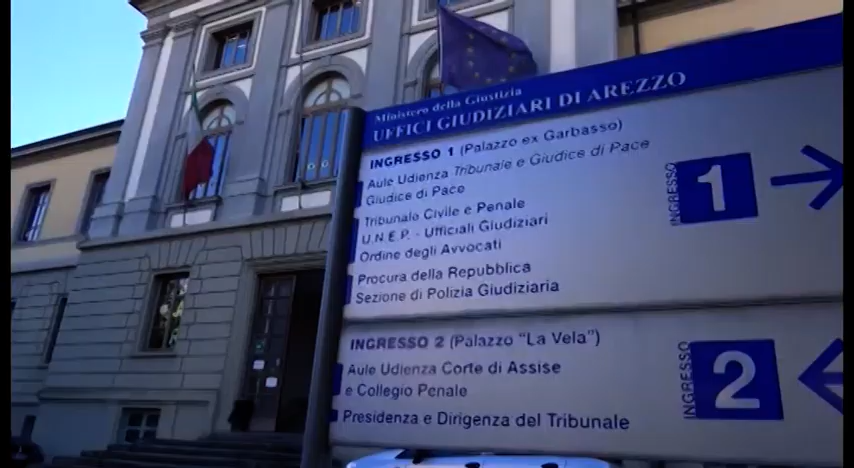 Ministero della Giustizia
UFFICI GIUDIZIARI DI AREZZO
INGRESSO 1 (Palazzo ex Garbasso)
Aule Udienza Tribunale e Giudice di Pace
Giudice di Pace
Tribunale Civile e Penale
U.N.E.P. - Ufficiali Giudiziari
Ordine degli Avvocati
Procura della Repubblica
Sezione di Polizia Giudiziaria
INGRESSO 1
INGRESSO 2 (Palazzo "La Vela")
Aule Udienza Corte di Assise
e Collegio Penale
Presidenza e Dirigenza del Tribunale
INGRESSO 2